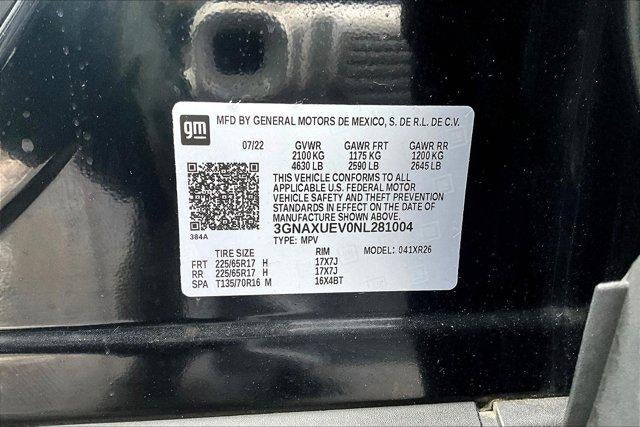 gm
MFD BY GENERAL MOTORS DE MEXICO, S. DE R.L. DE C.V.
07/22 GVWR GAWR FRT GAWR RR
2100 KG 1175 KG 1200 KG
4630 LB 2590 LB 2645 LB
THIS VEHICLE CONFORMS TO ALL
APPLICABLE U.S. FEDERAL MOTOR
VEHICLE SAFETY AND THEFT PREVENTION
STANDARDS IN EFFECT ON THE DATE OF
MANUFACTURE SHOWN ABOVE.
3GNAXUEV0NL281004
384A
TYPE: MPV MODEL: 041XR26
TIRE SIZE RIM
FRT 225/65R17 H 17X7J
RR 225/65R17 H 17X7J
SPA T135/70R16 M 16X4BT